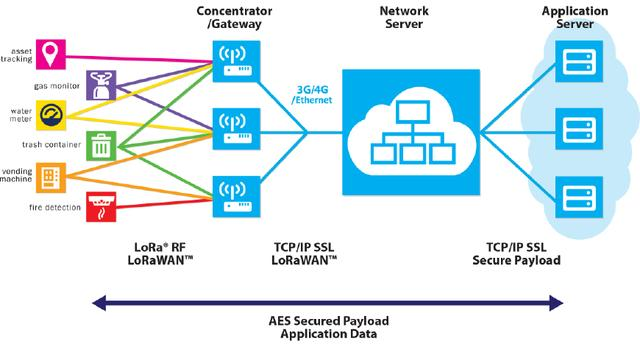 Concentrator
/Gateway
Network
Server
Application
Server
asset
tracking
gas monitor
water
meter
trash container
vending
machine
fire detection
3G/4G
/Ethernet
LoRa® RF
LoRaWAN™
TCP/IP SSL
LoRaWAN™
TCP/IP SSL
Secure Payload
AES Secured Payload
Application Data